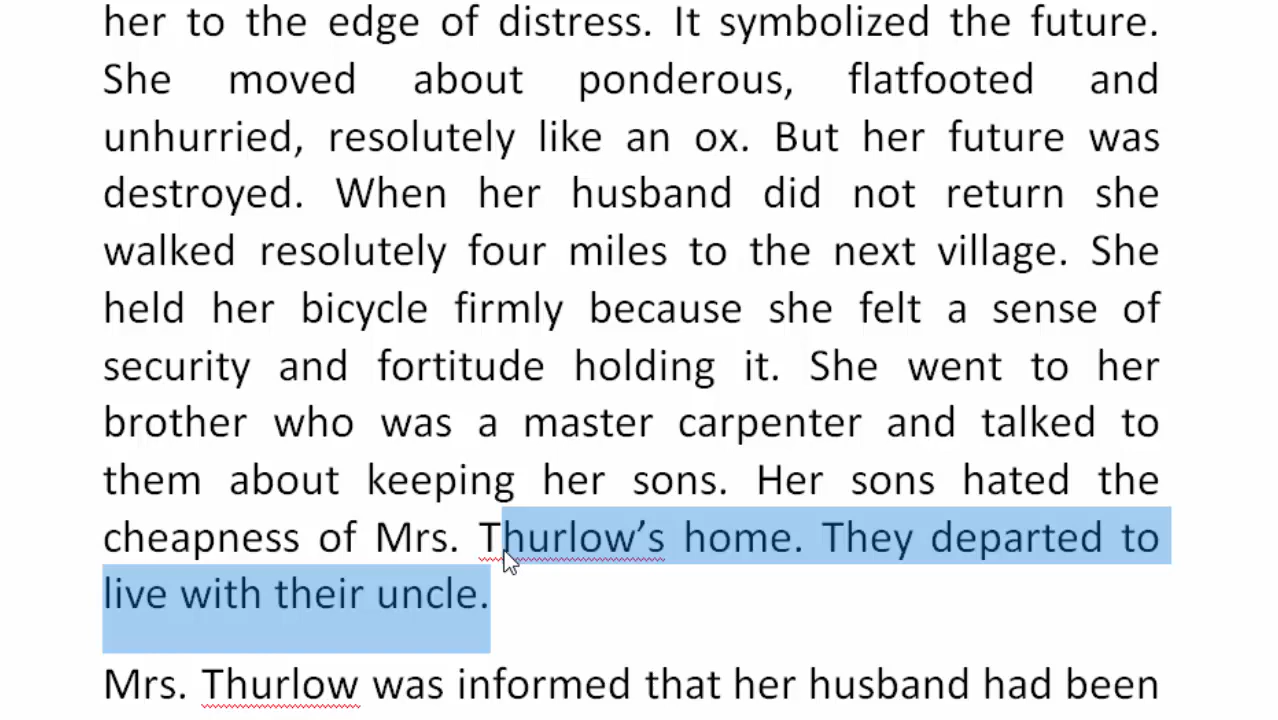 her to the edge of distress. It symbolized the future.
She moved about ponderous, flatfooted and
unhurried, resolutely like an ox. But her future was
destroyed. When her husband did not return she
walked resolutely four miles to the next village. She
held her bicycle firmly because she felt a sense of
security and fortitude holding it. She went to her
brother who was a master carpenter and talked to
them about keeping her sons. Her sons hated the
cheapness of Mrs. Thurlow’s home. They departed to
live with their uncle.
Mrs. Thurlow was informed that her husband had been